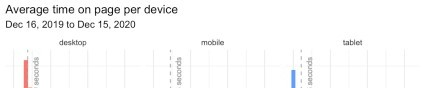 Average time on page per device
Dec 16, 2019 to Dec 15, 2020
desktop mobile tablet
seconds seconds seconds